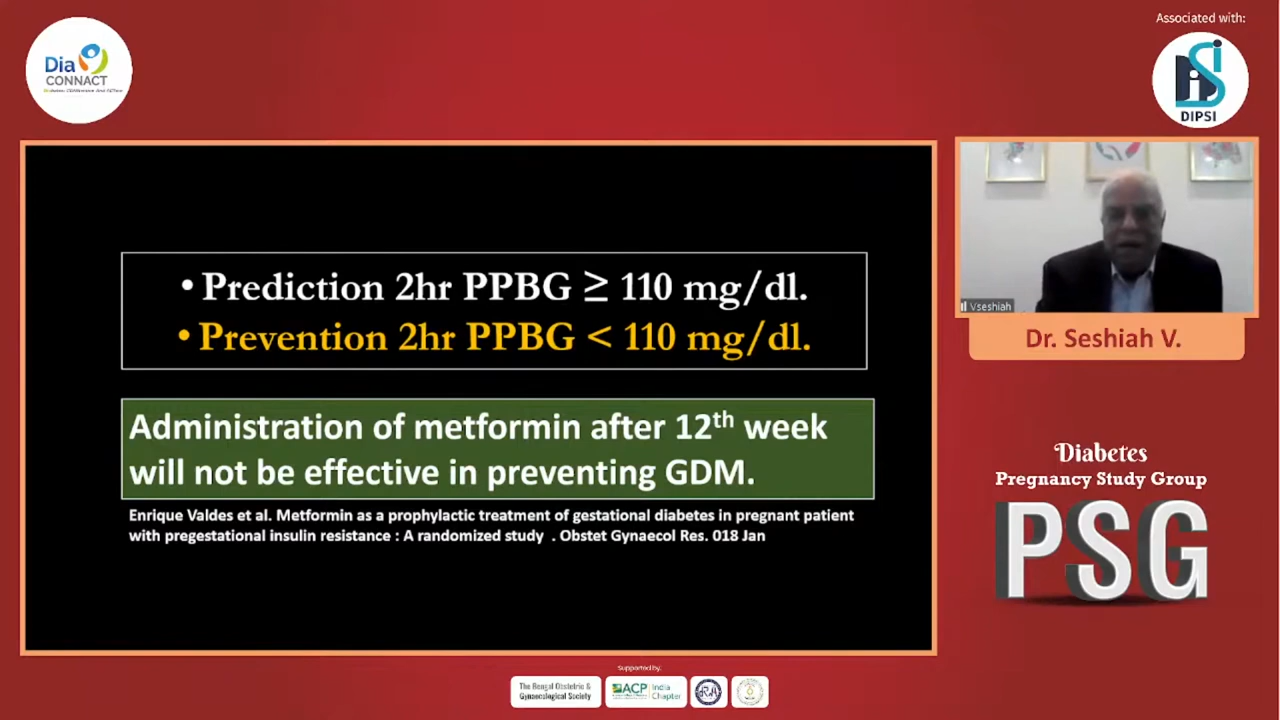 Associated with:
Dia
CONNACT
DIPSI
• Prediction 2hr PPBG ≥ 110 mg/dl.
• Prevention 2hr PPBG < 110 mg/dl.
Administration of metformin after 12th week
will not be effective in preventing GDM.
Enrique Valdes et al. Metformin as a prophylactic treatment of gestational diabetes in pregnant patient
with pregestational insulin resistance : A randomized study . Obstet Gynaecol Res. 018 Jan
Vseshiah
Dr. Seshiah V.
Diabetes
Pregnancy Study Group
PSG
Supported by:
The Bengal Obstetric &
Gynaecological Society
ACP
India
Chapter